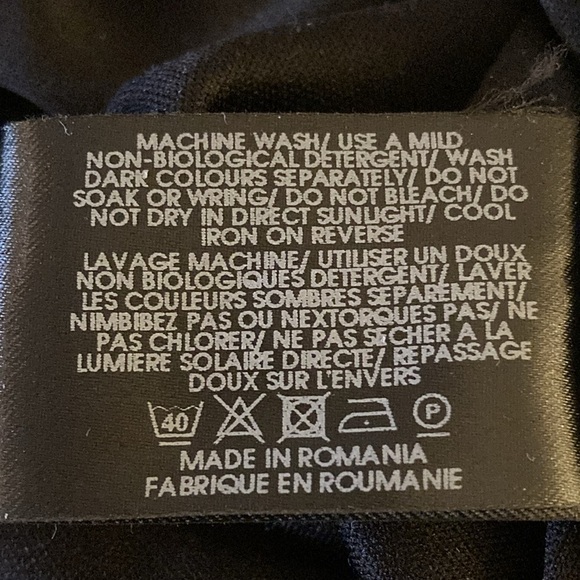 MACHINE WASH/ USE A MILD
NON-BIOLOGICAL DETERGENT/ WASH
DARK COLOURS SEPARATELY/ DO NOT
SOAK OR WRING/ DO NOT BLEACH/ DO
NOT DRY IN DIRECT SUNLIGHT/ COOL
IRON ON REVERSE
LAVAGE MACHINE/ UTILISER UN DOUX
NON BIOLOGIQUES DETERGENT/ LAVER
LES COULEURS SOMBRES SEPAREMENT/
NIMBIBEZ PAS OU NEXTORQUES PAS/ NE
PAS CHLORER/ NE PAS SECHER A LA
LUMIERE SOLAIRE DIRECTE/ REPASSAGE
DOUX SUR L'ENVERS
40 P
MADE IN ROMANIA
FABRIQUE EN ROUMANIE